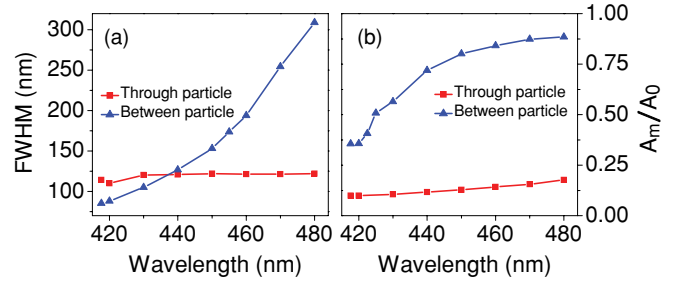 (a)
FWHM (nm)
300
250
200
150
100
Through particle
Between particle
420 440 460 480
Wavelength (nm)
(b)
Through particle
Between particle
1.00
0.75
0.50
0.25
0.00
Aₘ/A₀
420 440 460 480
Wavelength (nm)